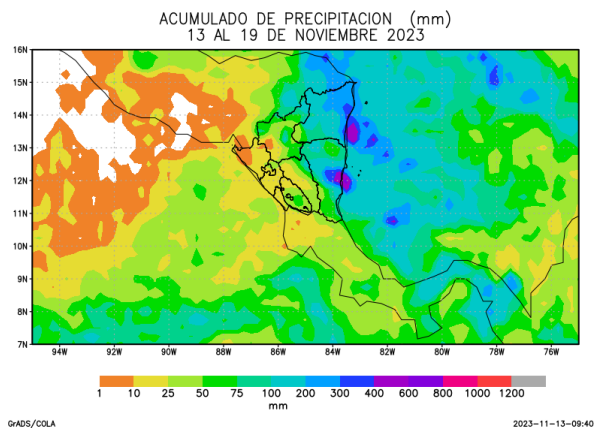 ACUMULADO DE PRECIPITACION (mm)
13 AL 19 DE NOVIEMBRE 2023
16N
15N
14N
13N
12N
11N
10N
9N
8N
7N
94W 92W 90W 88W 86W 84W 82W 80W 78W 76W
1 10 25 50 75 100 200 300 400 600 800 1000 1200
mm
GrADS/COLA 2023-11-13-09:40